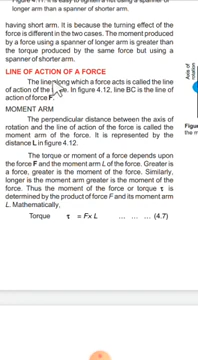 longer than a spanner of shorter arm.
having short arm. It is because the turning effect of the
force is different in the two cases. The moment produced
by a force using a spanner of longer arm is greater than
the torque produced by the same force but using a
spanner of shorter arm.
LINE OF ACTION OF A FORCE
The line along which a force acts is called the line
of action of the force. In figure 4.12, line BC is the line of
action of force F.
MOMENT ARM
The perpendicular distance between the axis of
rotation and the line of action of the force is called the
moment arm of the force. It is represented by the
distance L in figure 4.12.
The torque or moment of a force depends upon
the force F and the moment arm L of the force. Greater is
a force, greater is the moment of force. Similarly,
longer is the moment arm greater is the moment of the
force. Thus the moment of the force or torque τ is
determined by the product of force F and its moment arm
L. Mathematically,
Torque τ = F x L ... ... ... (4.7)
Axis of
rotation
Figu
the m